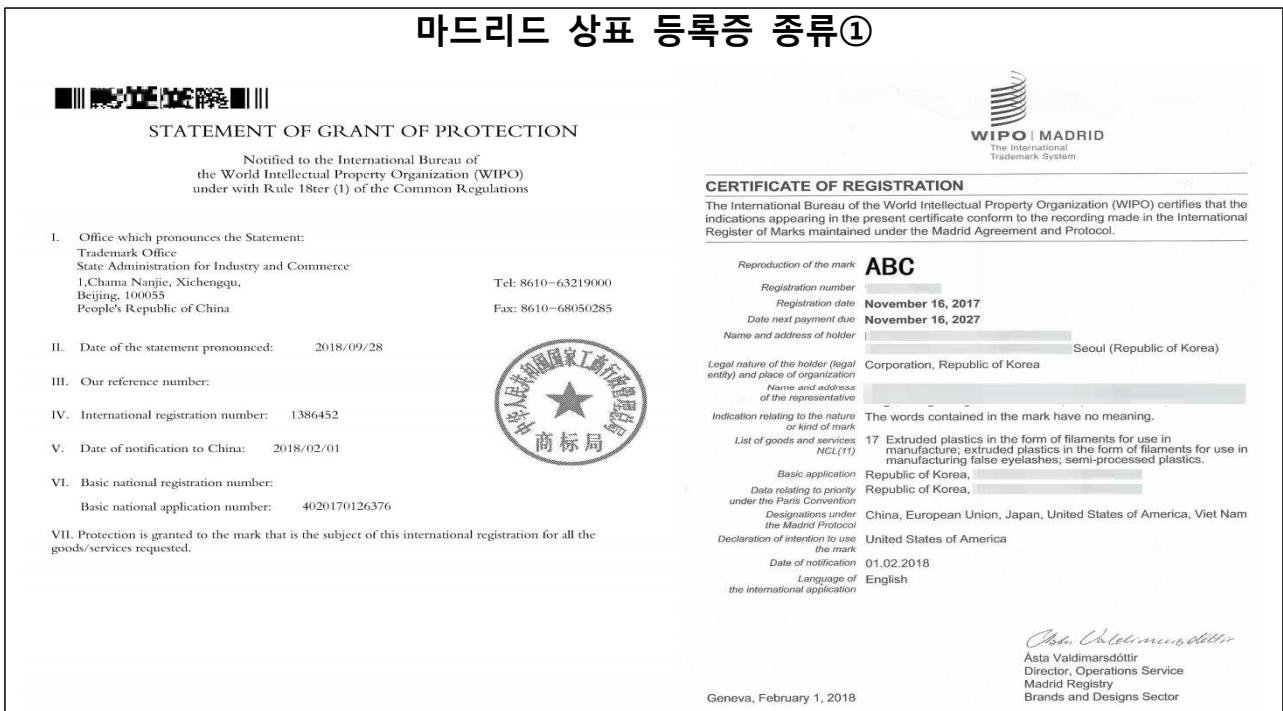 마드리드 상표 등록증 종류①
STATEMENT OF GRANT OF PROTECTION
Notified to the International Bureau of
the World Intellectual Property Organization (WIPO)
under with Rule 18ter (1) of the Common Regulations
I. Office which pronounces the Statement:
Trademark Office
State Administration for Industry and Commerce
1,Chama Nanjie, Xichengqu,
Beijing, 100055
People's Republic of China
Tel: 8610-63219000
Fax: 8610-68050285
II. Date of the statement pronounced: 2018/09/28
III. Our reference number:
IV. International registration number: 1386452
V. Date of notification to China: 2018/02/01
VI. Basic national registration number:
Basic national application number: 4020170126376
VII. Protection is granted to the mark that is the subject of this international registration for all the
goods/services requested.
中华人民共和国国家工商行政管理总局
商标局
WIPO | MADRID
The International
Trademark System
CERTIFICATE OF REGISTRATION
The International Bureau of the World Intellectual Property Organization (WIPO) certifies that the
indications appearing in the present certificate conform to the recording made in the International
Register of Marks maintained under the Madrid Agreement and Protocol.
Reproduction of the mark ABC
Registration number
Registration date November 16, 2017
Date next payment due November 16, 2027
Name and address of holder
Seoul (Republic of Korea)
Legal nature of the holder (legal
entity) and place of organization
Corporation, Republic of Korea
Name and address
of the representative
Indication relating to the nature
or kind of mark
The words contained in the mark have no meaning.
List of goods and services
NCL(11)
17 Extruded plastics in the form of filaments for use in
manufacture; extruded plastics in the form of filaments for use in
manufacturing false eyelashes; semi-processed plastics.
Basic application Republic of Korea,
Data relating to priority
under the Paris Convention
Republic of Korea,
Designations under
the Madrid Protocol
China, European Union, Japan, United States of America, Viet Nam
Declaration of intention to use
the mark
United States of America
Date of notification 01.02.2018
Language of
the international application
English
Ásta Valdimarsdóttir
Director, Operations Service
Madrid Registry
Brands and Designs Sector
Geneva, February 1, 2018